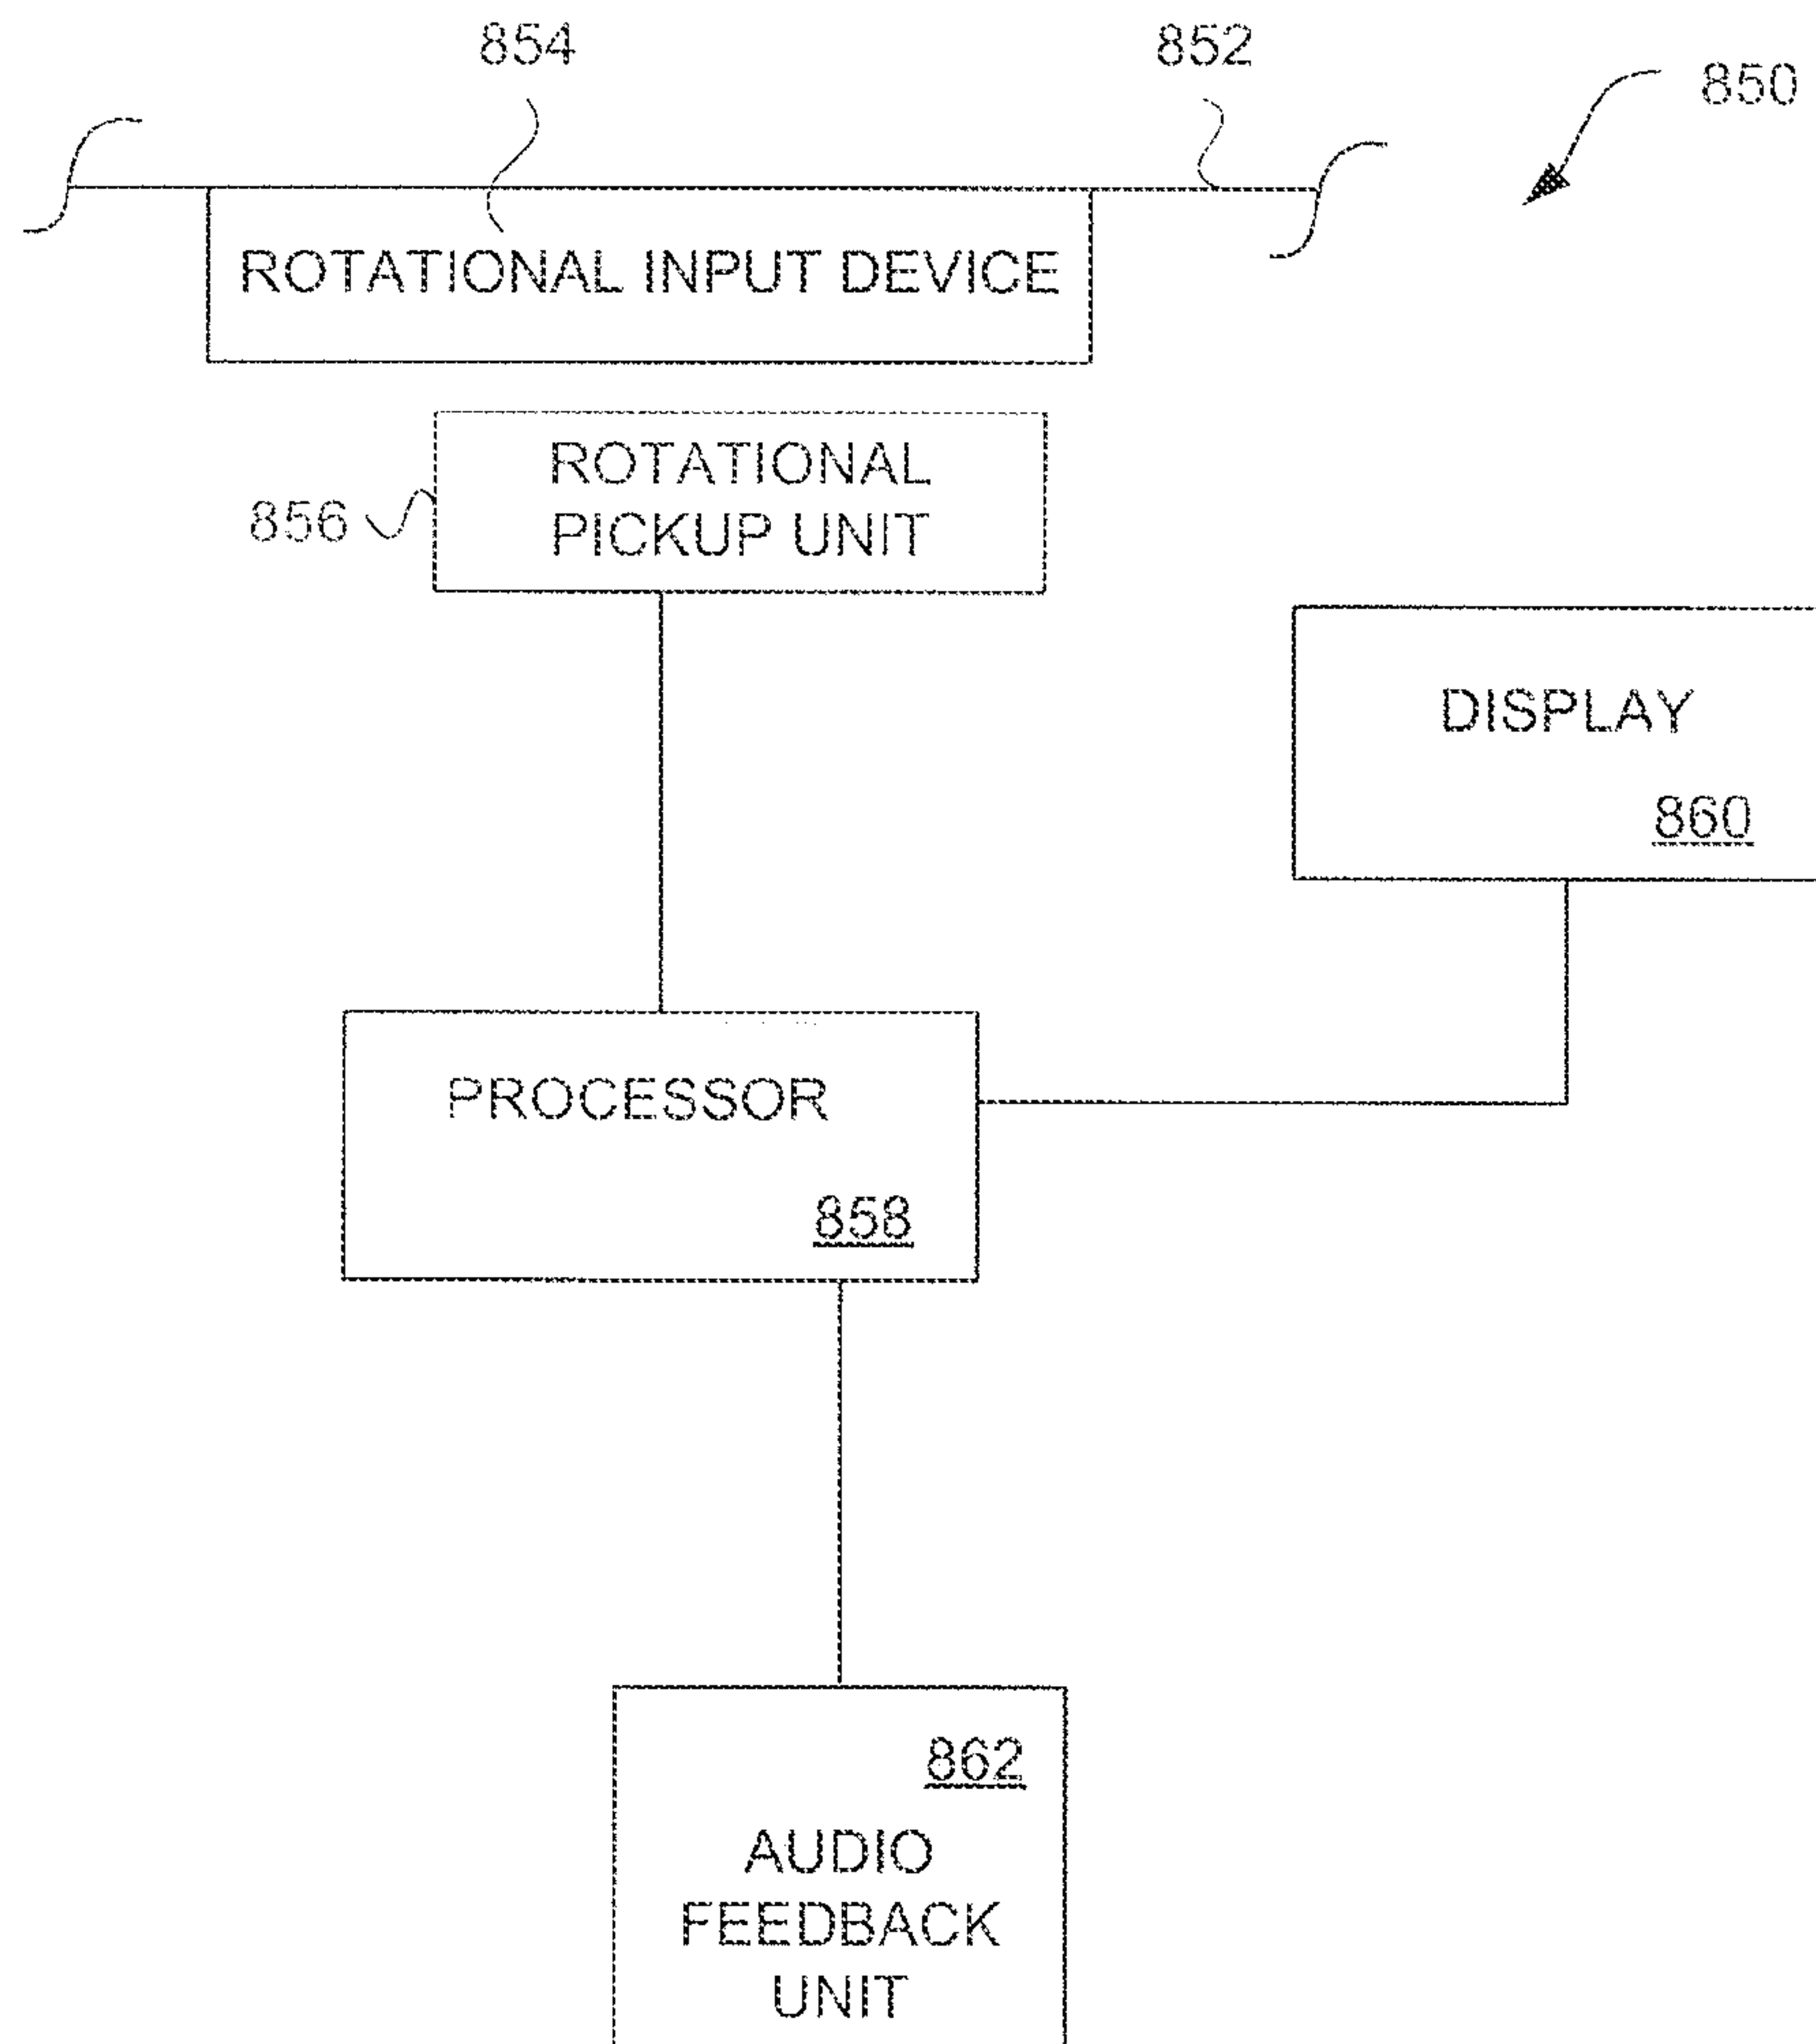 854
852
850
ROTATIONAL INPUT DEVICE
ROTATIONAL
PICKUP UNIT
856
DISPLAY
860
PROCESSOR
858
862
AUDIO
FEEDBACK
UNIT